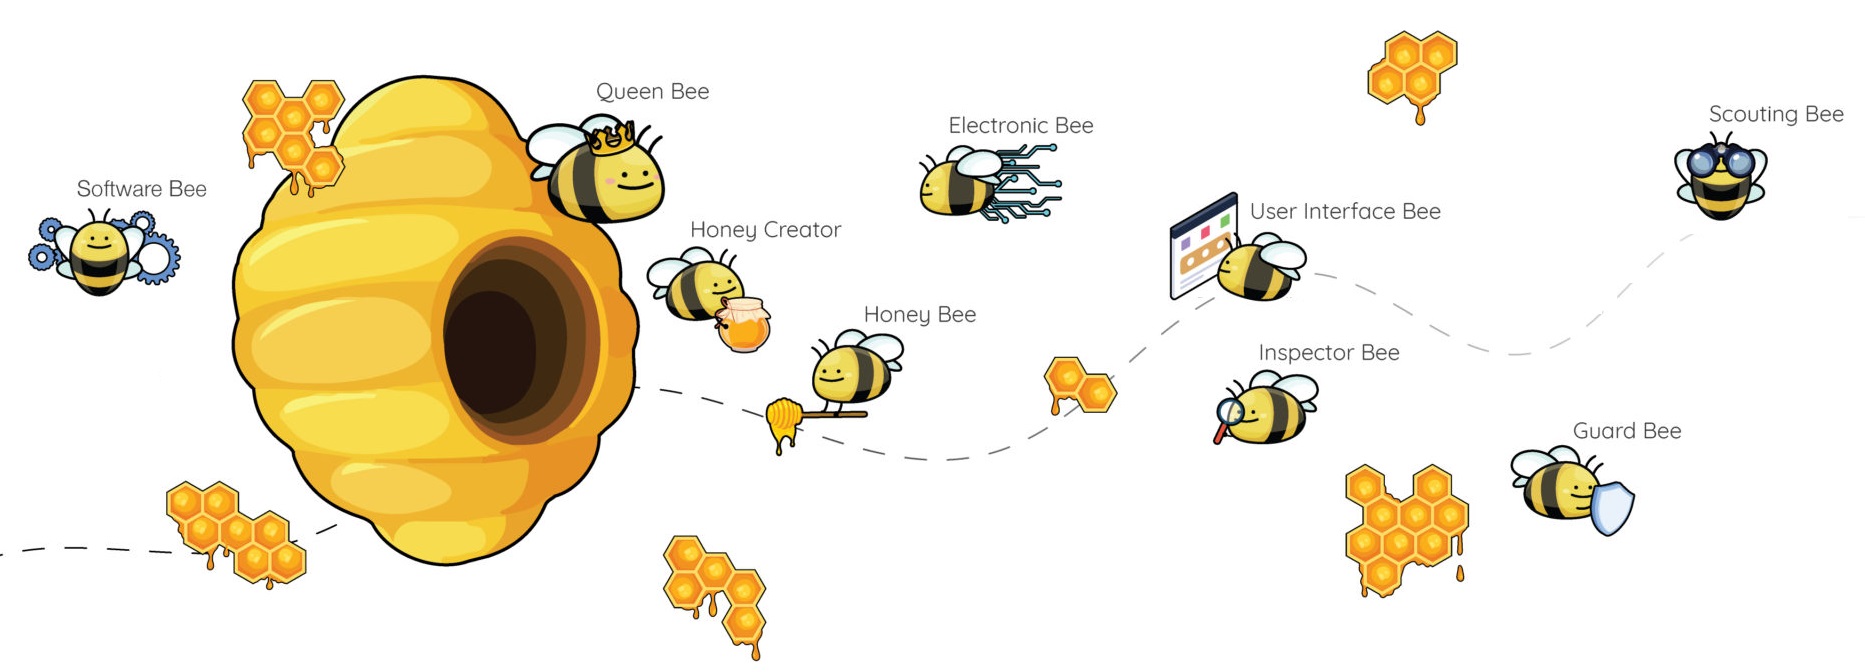 Queen Bee
Scouting Bee
Electronic Bee
Software Bee
User Interface Bee
Honey Creator
Honey Bee
Inspector Bee
Guard Bee